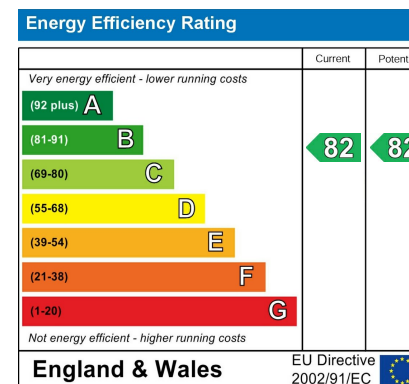 Energy Efficiency Rating
Current Potent
Very energy efficient - lower running costs
(92 plus) A
(81-91) B
82 82
(69-80) C
(55-68) D
(39-54) E
(21-38) F
(1-20) G
Not energy efficient - higher running costs
England & Wales
EU Directive
2002/91/EC